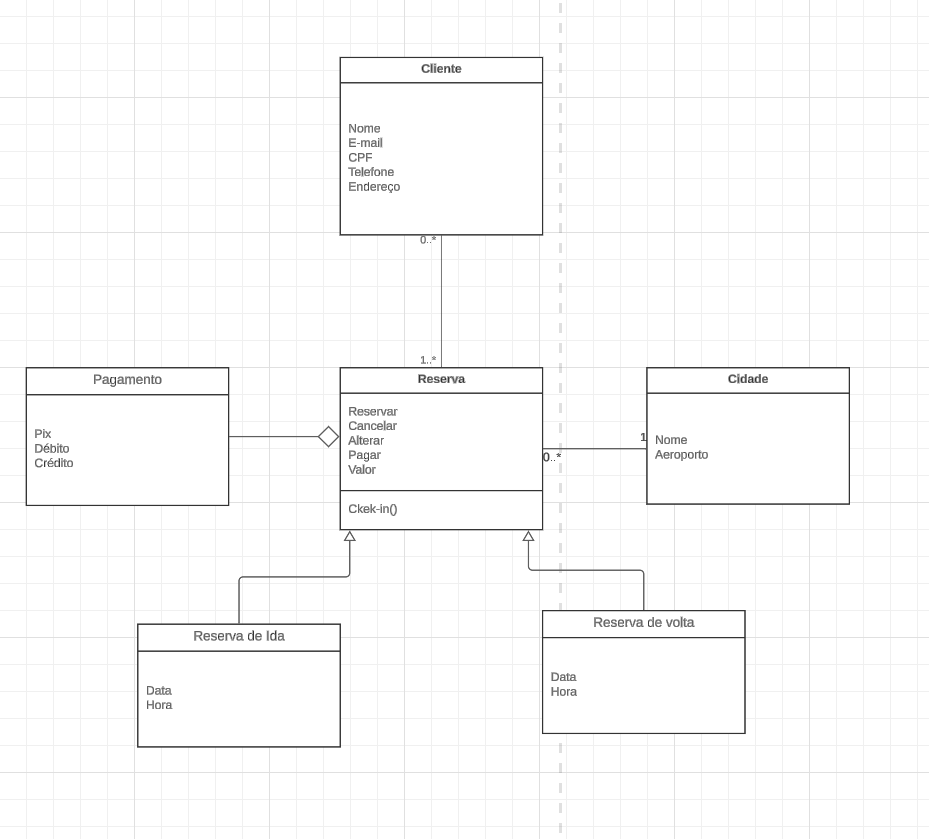 Cliente
Nome
E-mail
CPF
Telefone
Endereço
0..*
1..*
Pagamento
Pix
Débito
Crédito
Reserva
Reservar
Cancelar
Alterar
Pagar
Valor
Ckek-in()
0..*
1
Cidade
Nome
Aeroporto
Reserva de Ida
Data
Hora
Reserva de volta
Data
Hora